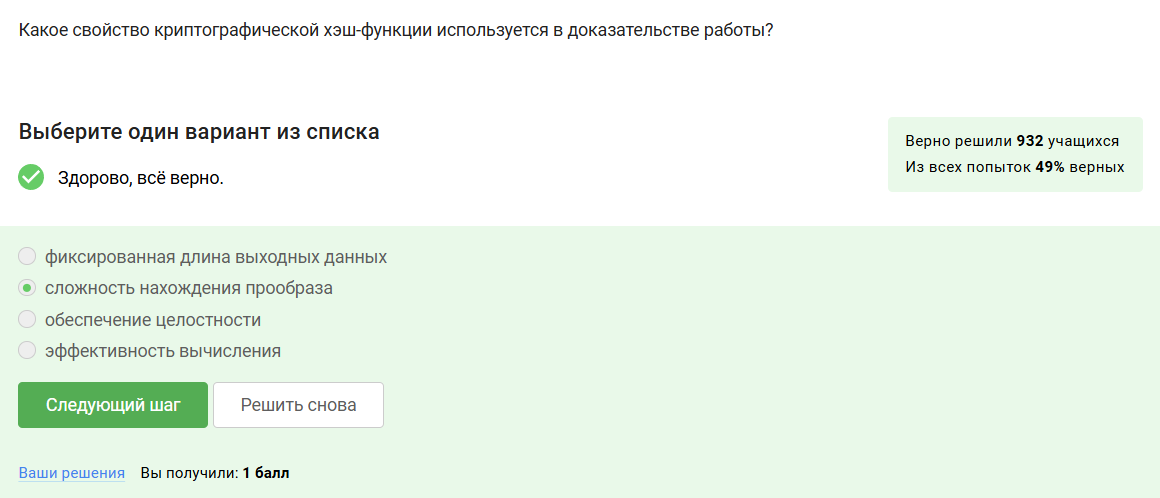 Какое свойство криптографической хэш-функции используется в доказательстве работы?
Выберите один вариант из списка
Здорово, всё верно.
Верно решили 932 учащихся
Из всех попыток 49% верных
фиксированная длина выходных данных
сложность нахождения прообраза
обеспечение целостности
эффективность вычисления
Следующий шаг
Решить снова
Ваши решения Вы получили: 1 балл